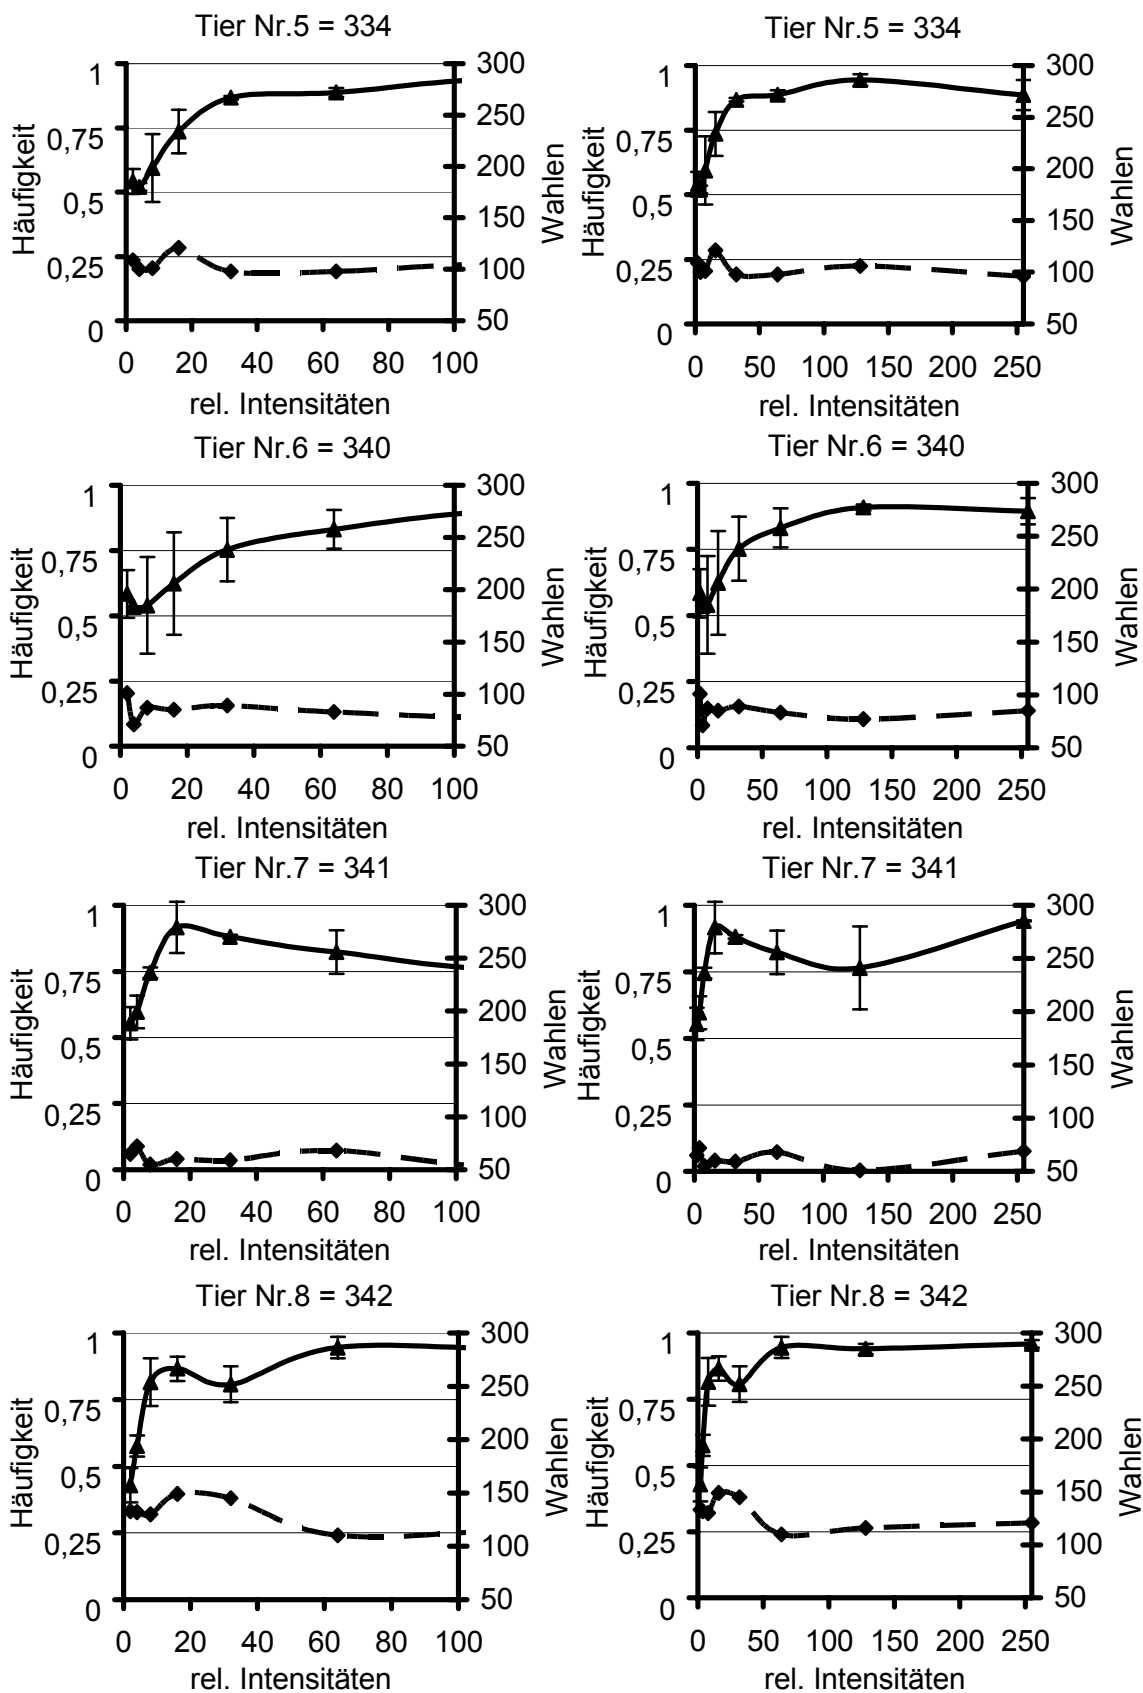 Tier Nr.5 = 334
1
0,75
0,5
0,25
0
Häufigkeit
300
250
200
150
100
50
Wahlen
0 20 40 60 80 100
rel. Intensitäten
Tier Nr.5 = 334
1
0,75
0,5
0,25
0
Häufigkeit
300
250
200
150
100
50
Wahlen
0 50 100 150 200 250
rel. Intensitäten
Tier Nr.6 = 340
1
0,75
0,5
0,25
0
Häufigkeit
300
250
200
150
100
50
Wahlen
0 20 40 60 80 100
rel. Intensitäten
Tier Nr.6 = 340
1
0,75
0,5
0,25
0
Häufigkeit
300
250
200
150
100
50
Wahlen
0 50 100 150 200 250
rel. Intensitäten
Tier Nr.7 = 341
1
0,75
0,5
0,25
0
Häufigkeit
300
250
200
150
100
50
Wahlen
0 20 40 60 80 100
rel. Intensitäten
Tier Nr.7 = 341
1
0,75
0,5
0,25
0
Häufigkeit
300
250
200
150
100
50
Wahlen
0 50 100 150 200 250
rel. Intensitäten
Tier Nr.8 = 342
1
0,75
0,5
0,25
0
Häufigkeit
300
250
200
150
100
50
Wahlen
0 20 40 60 80 100
rel. Intensitäten
Tier Nr.8 = 342
1
0,75
0,5
0,25
0
Häufigkeit
300
250
200
150
100
50
Wahlen
0 50 100 150 200 250
rel. Intensitäten